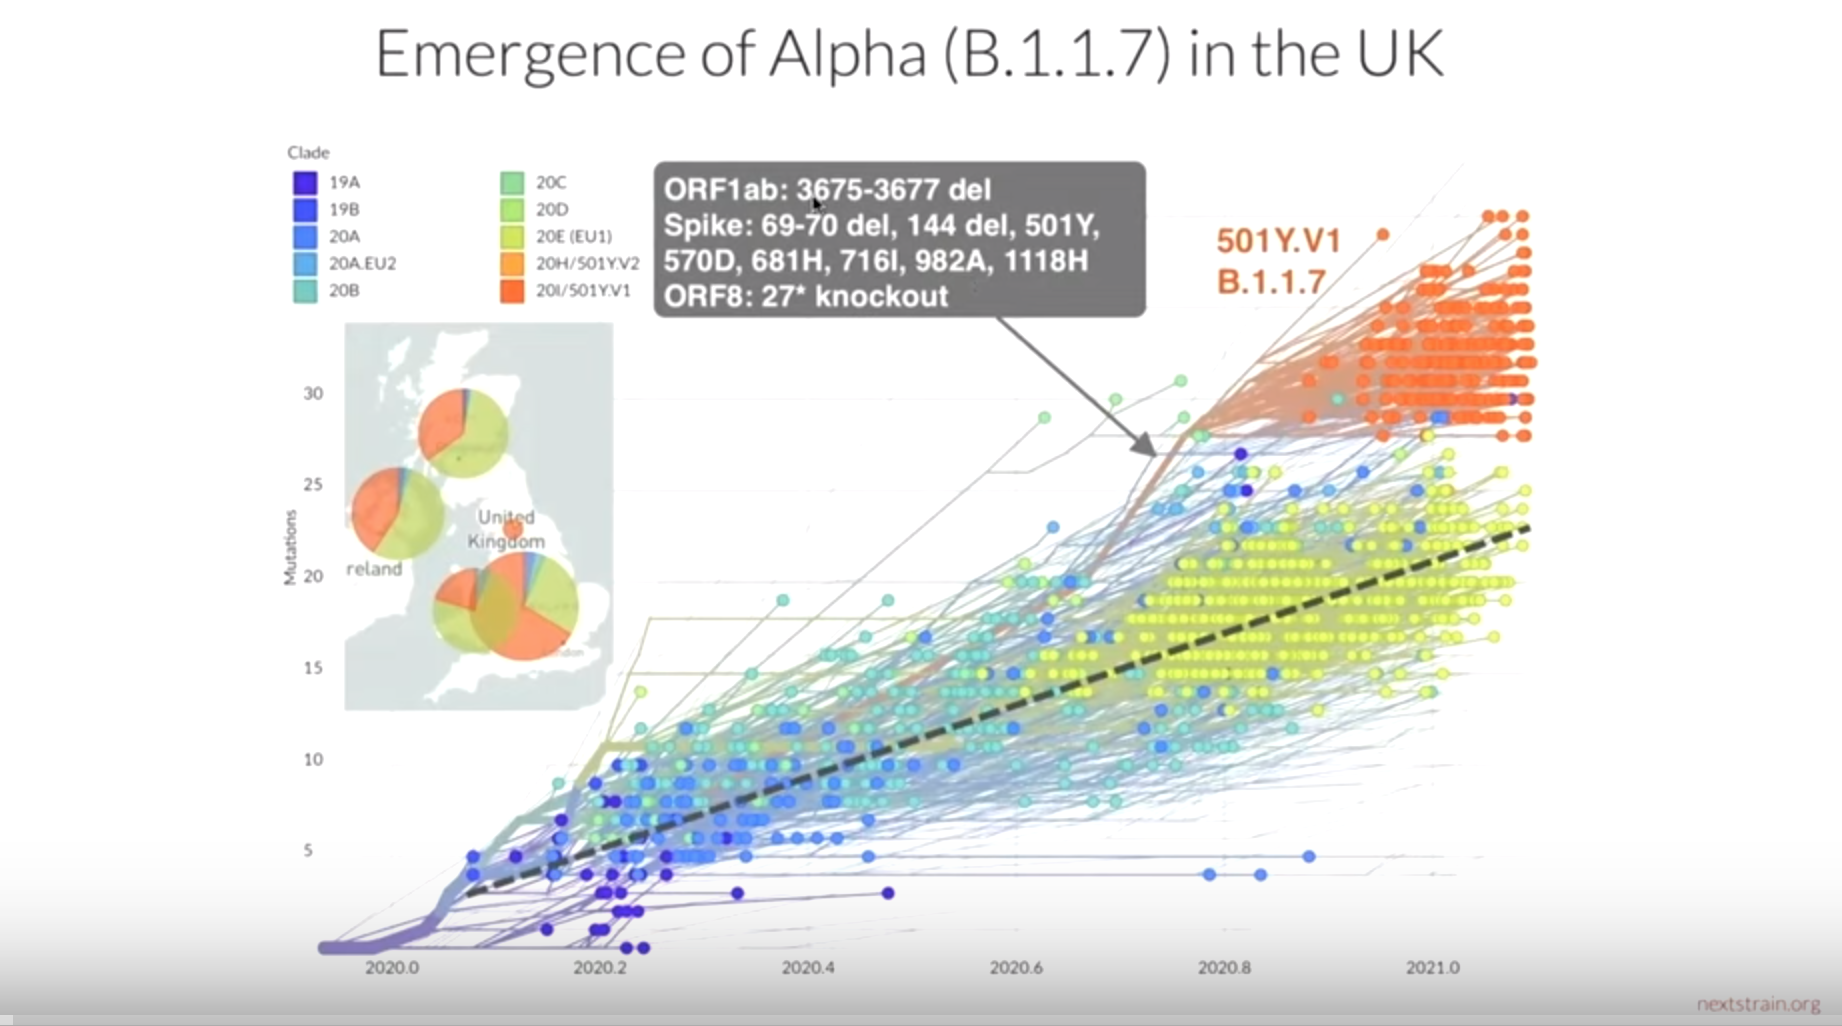 Emergence of Alpha (B.1.1.7) in the UK
Clade
19A
19B
20A
20A.EU2
20B
20C
20D
20E (EU1)
20H/501Y.V2
20I/501Y.V1
ORF1ab: 3675-3677 del
Spike: 69-70 del, 144 del, 501Y,
570D, 681H, 716I, 982A, 1118H
ORF8: 27* knockout
501Y.V1
B.1.1.7
United
Kingdom
reland
Mutations
30
25
20
15
10
5
2020.0
2020.2
2020.4
2020.6
2020.8
2021.0
nextstrain.org